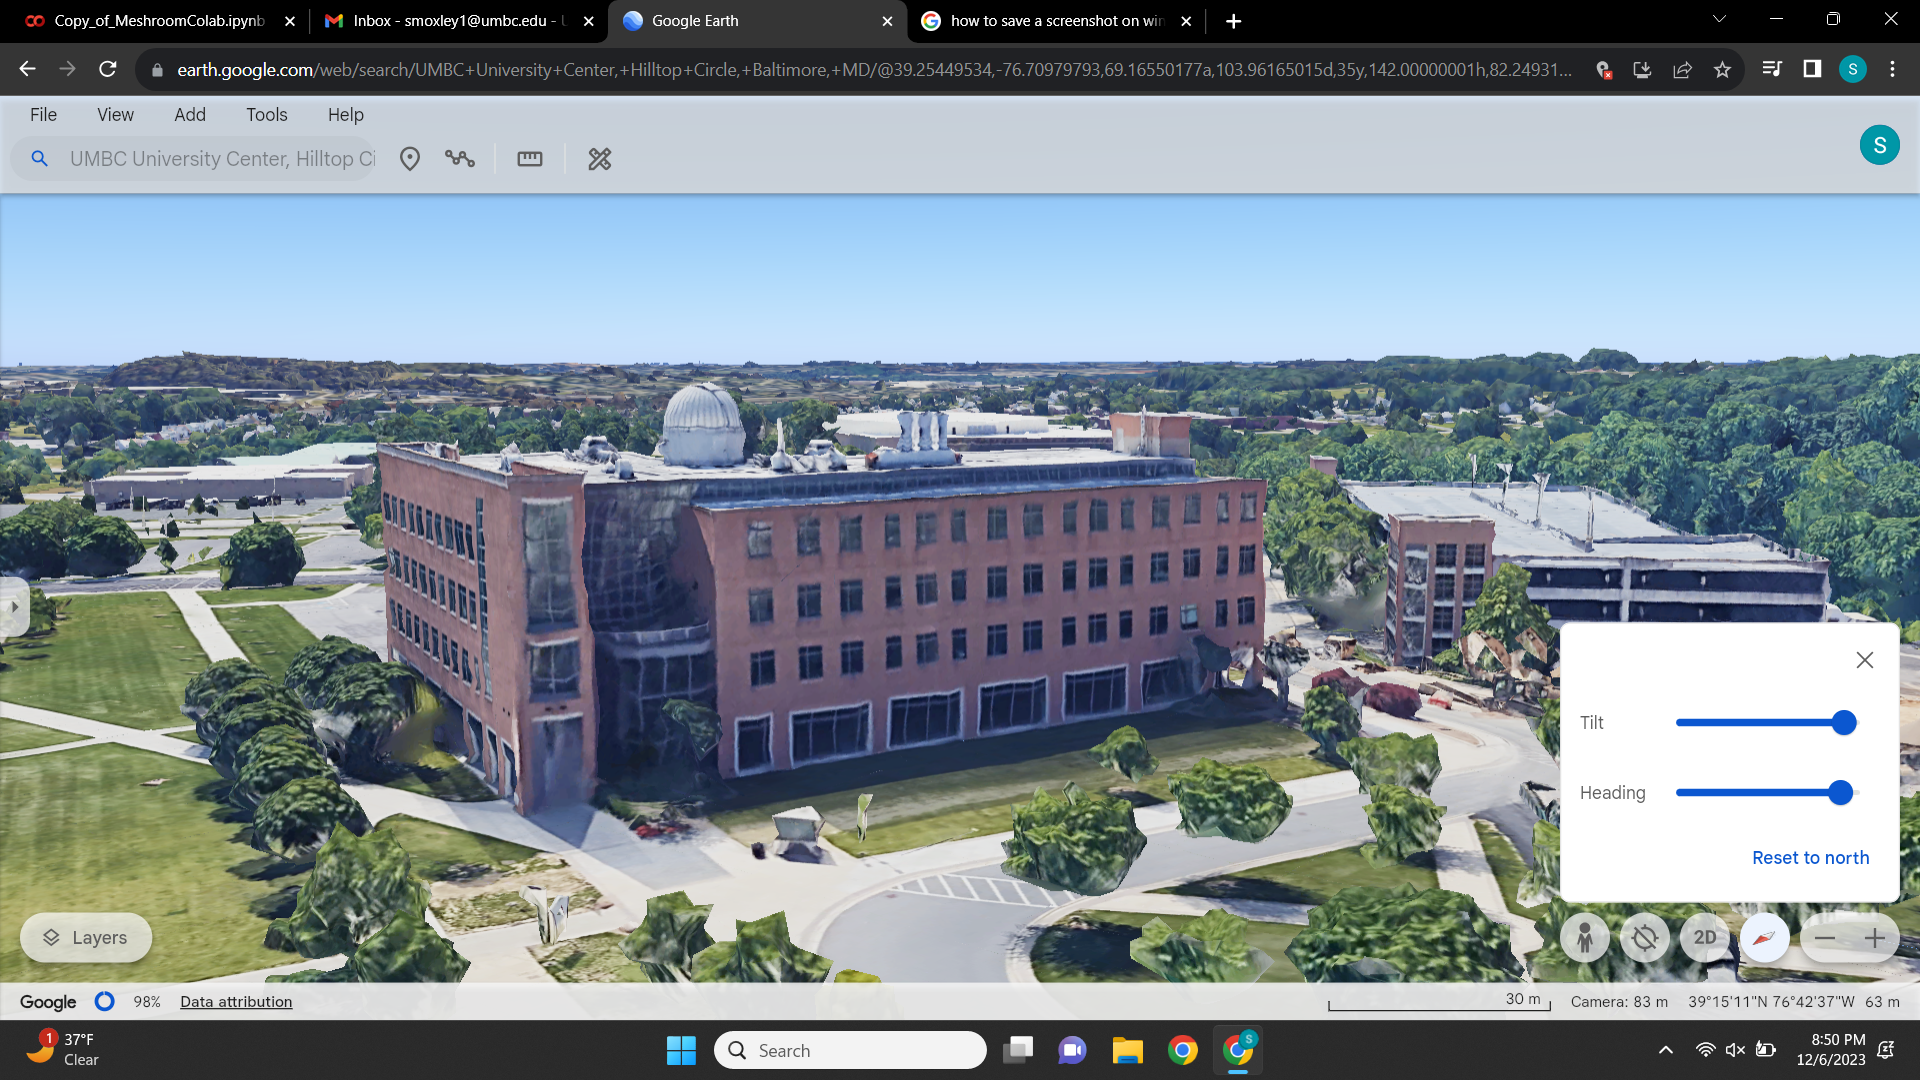 Copy_of_MeshroomColab.ipynb
Inbox - smoxley1@umbc.edu -
Google Earth
how to save a screenshot on win
earth.google.com/web/search/UMBC+University+Center,+Hilltop+Circle,+Baltimore,+MD/@39.25449534,-76.70979793,69.16550177a,103.96165015d,35y,142.00000001h,82.24931...
S
File View Add Tools Help
UMBC University Center, Hilltop Ci
S
Tilt
Heading
Reset to north
Layers
2D
Google 98% Data attribution
30 m
Camera: 83 m 39°15'11"N 76°42'37"W 63 m
1
37°F
Clear
Search
S
8:50 PM
12/6/2023